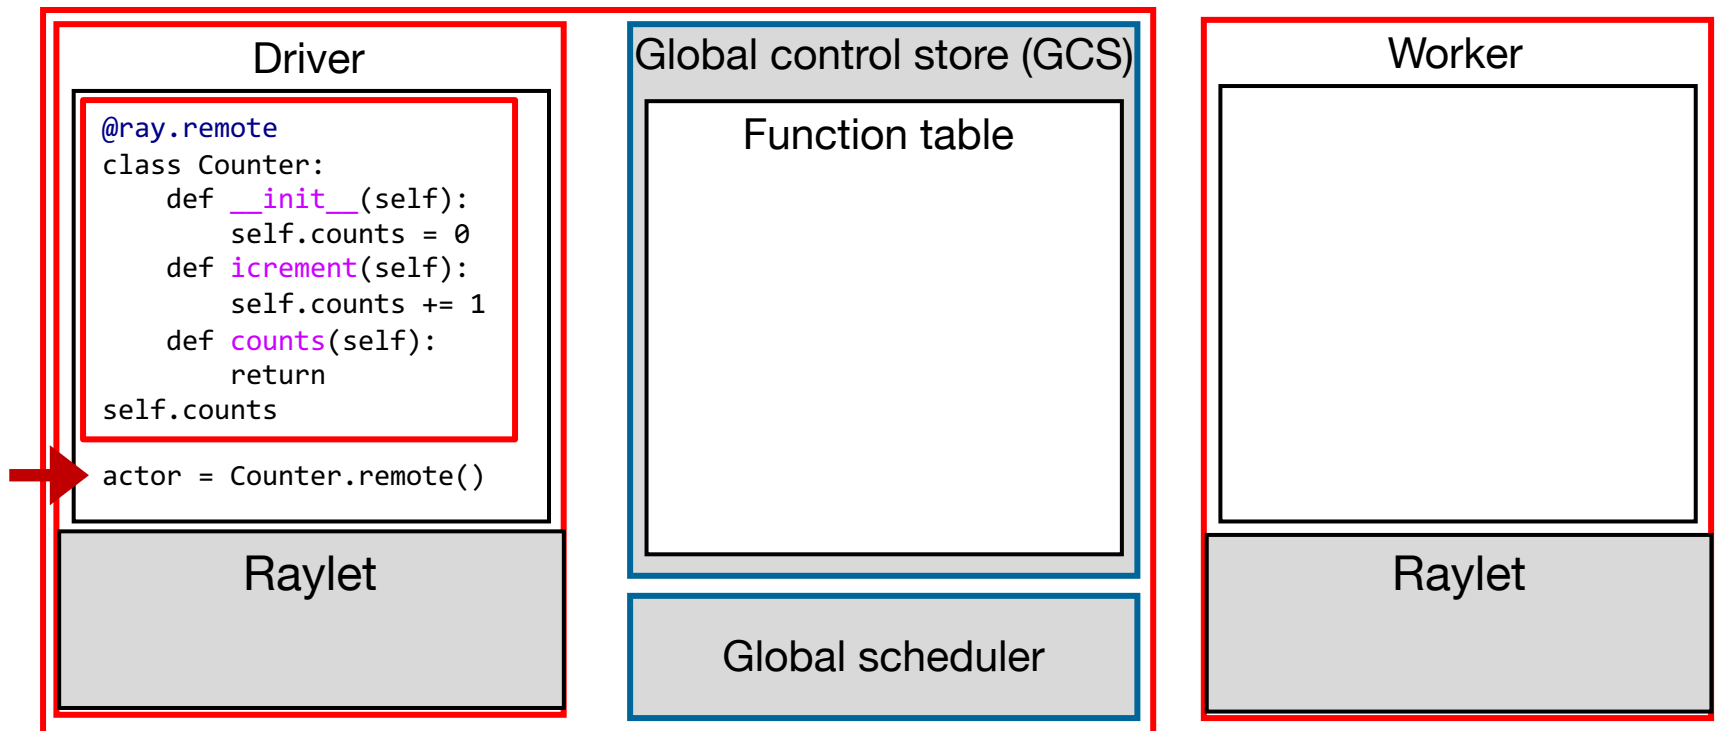 Driver
@ray.remote
class Counter:
    def __init__(self):
        self.counts = 0
    def icrement(self):
        self.counts += 1
    def counts(self):
        return
self.counts
actor = Counter.remote()
Raylet
Global control store (GCS)
Function table
Global scheduler
Worker
Raylet